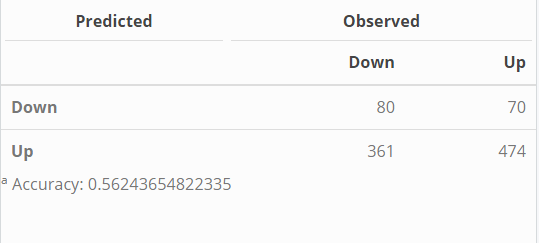 Predicted Observed
Down Up
Down 80 70
Up 361 474
a Accuracy: 0.56243654822335